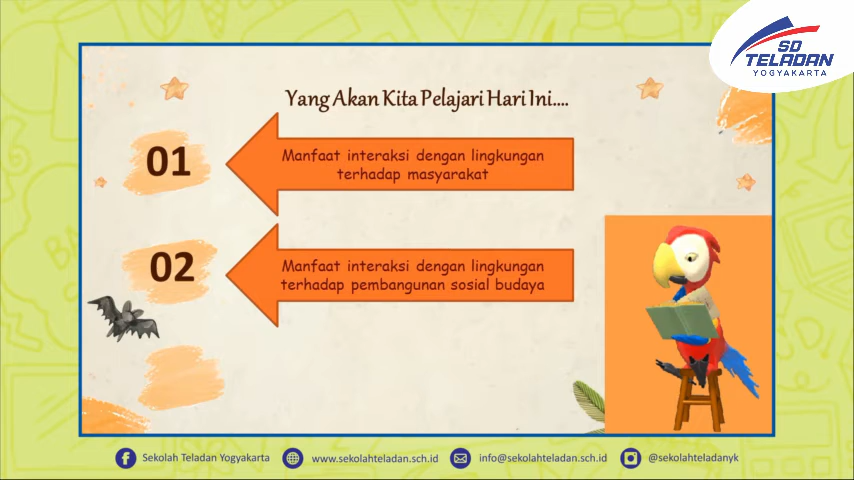 SD
TELADAN
YOGYAKARTA
Yang Akan Kita Pelajari Hari Ini....
01
Manfaat interaksi dengan lingkungan
terhadap masyarakat
02
Manfaat interaksi dengan lingkungan
terhadap pembangunan sosial budaya
Sekolah Teladan Yogyakarta
www.sekolahteladan.sch.id
info@sekolahteladan.sch.id
@sekolahteladanyk